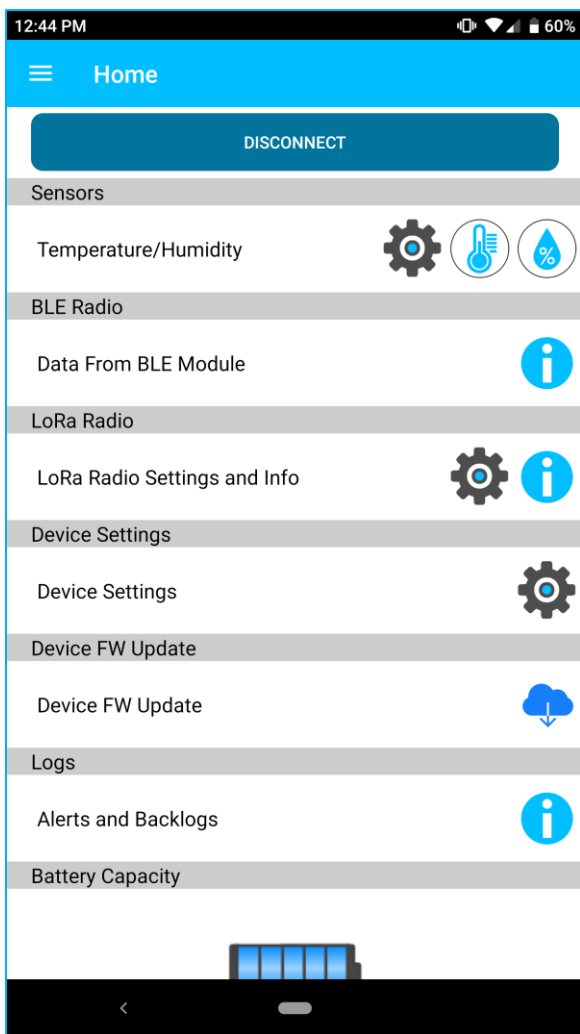 12:44 PM 60%
Home
DISCONNECT
Sensors
Temperature/Humidity %
BLE Radio
Data From BLE Module i
LoRa Radio
LoRa Radio Settings and Info i
Device Settings
Device Settings
Device FW Update
Device FW Update
Logs
Alerts and Backlogs i
Battery Capacity